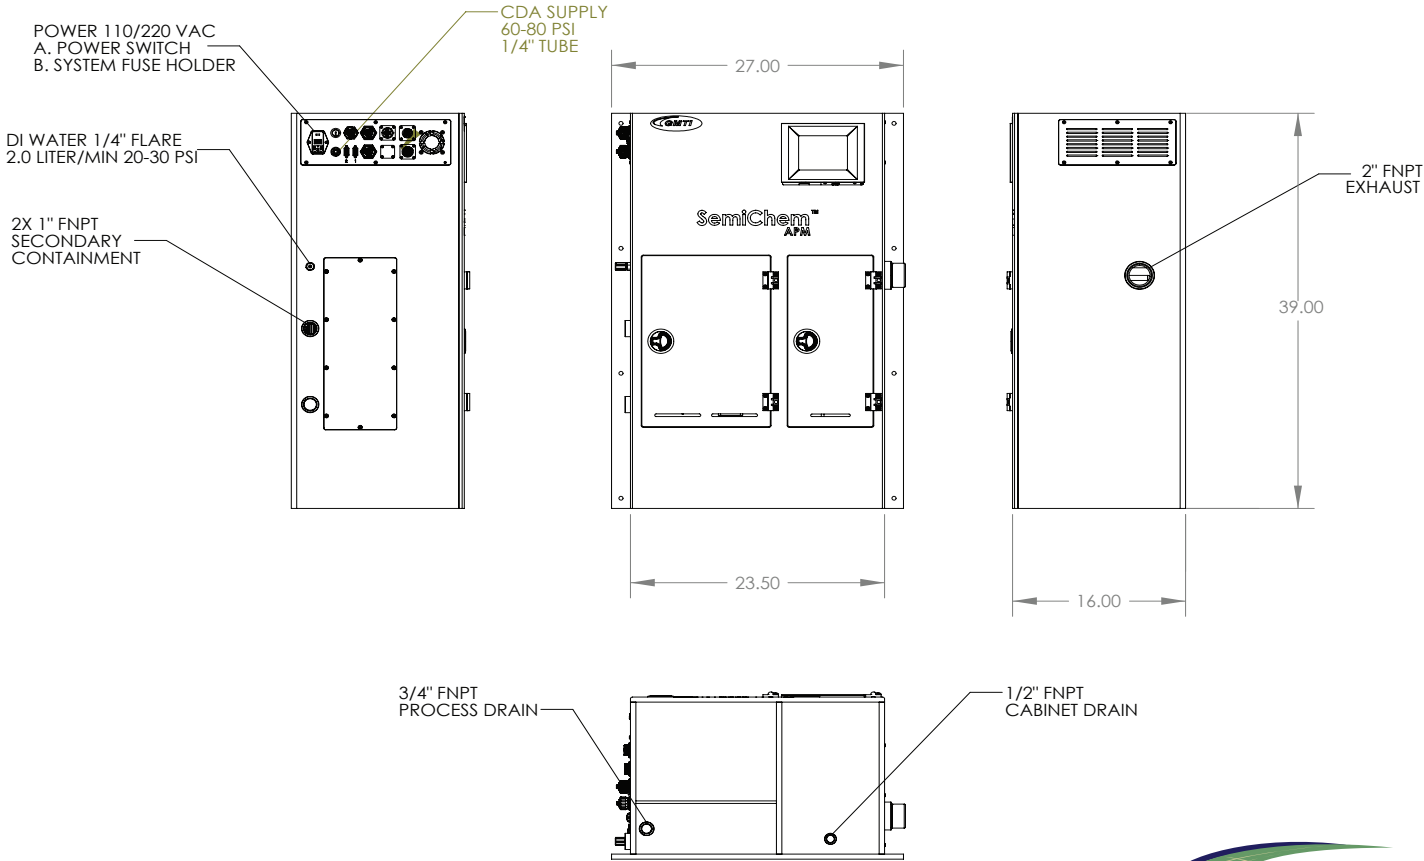 POWER 110/220 VAC
A. POWER SWITCH
B. SYSTEM FUSE HOLDER
CDA SUPPLY
60-80 PSI
1/4" TUBE
DI WATER 1/4" FLARE
2.0 LITER/MIN 20-30 PSI
2X 1" FNPT
SECONDARY
CONTAINMENT
27.00
GMTI
SemiChem™
APM
2" FNPT
EXHAUST
39.00
23.50
16.00
3/4" FNPT
PROCESS DRAIN
1/2" FNPT
CABINET DRAIN